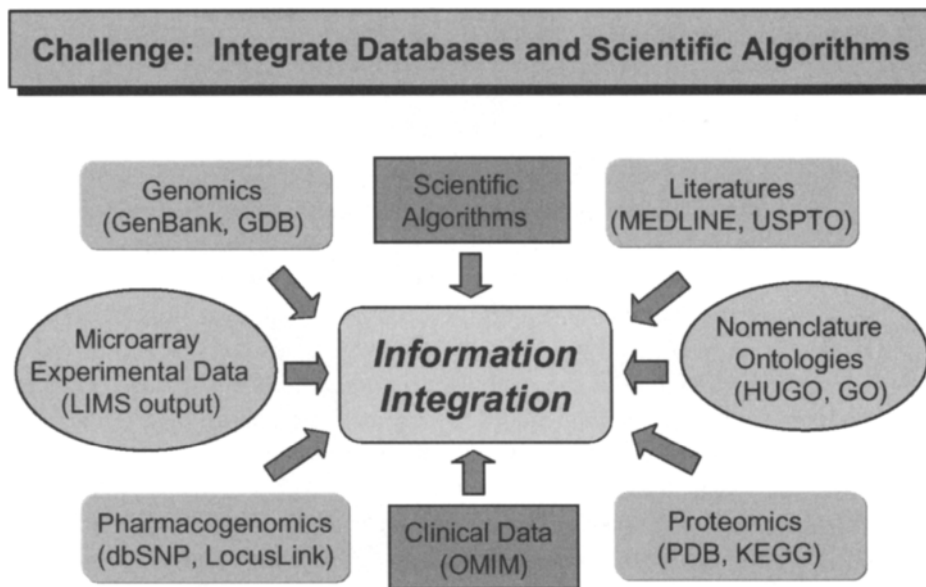 Challenge: Integrate Databases and Scientific Algorithms
Genomics
(GenBank, GDB)
Scientific
Algorithms
Literatures
(MEDLINE, USPTO)
Microarray
Experimental Data
(LIMS output)
Information
Integration
Nomenclature
Ontologies
(HUGO, GO)
Pharmacogenomics
(dbSNP, LocusLink)
Clinical Data
(OMIM)
Proteomics
(PDB, KEGG)